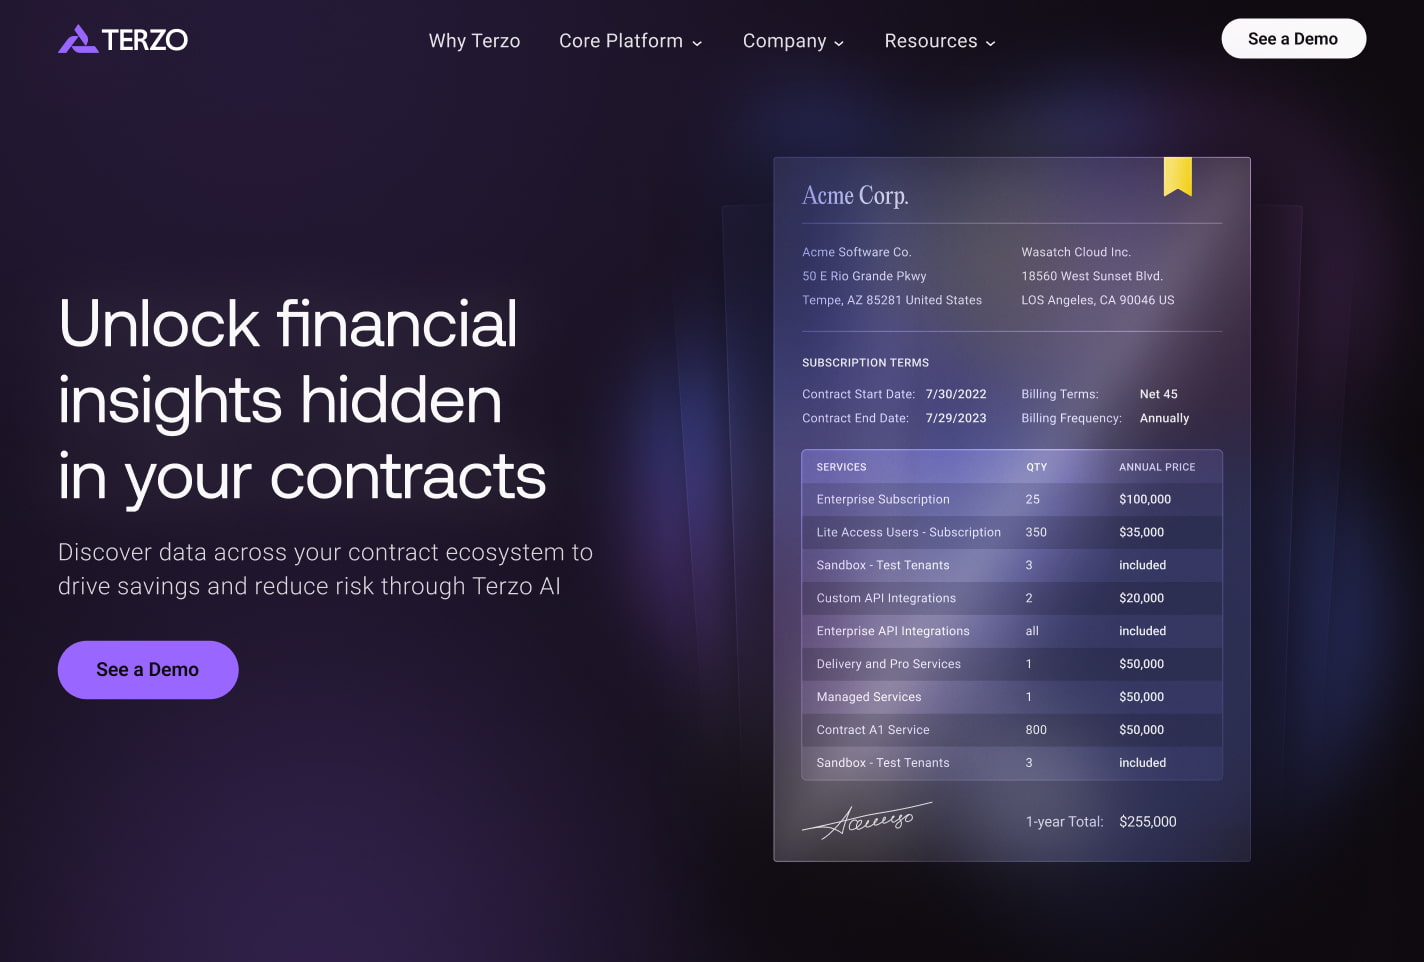 TERZO
Why Terzo
Core Platform
Company
Resources
See a Demo
Unlock financial
insights hidden
in your contracts
Discover data across your contract ecosystem to
drive savings and reduce risk through Terzo AI
See a Demo
Acme Corp.
Acme Software Co.
50 E Rio Grande Pkwy
Tempe, AZ 85281 United States
Wasatch Cloud Inc.
18560 West Sunset Blvd.
LOS Angeles, CA 90046 US
SUBSCRIPTION TERMS
Contract Start Date: 7/30/2022
Contract End Date: 7/29/2023
Billing Terms: Net 45
Billing Frequency: Annually
SERVICES QTY ANNUAL PRICE
Enterprise Subscription 25 $100,000
Lite Access Users - Subscription 350 $35,000
Sandbox - Test Tenants 3 included
Custom API Integrations 2 $20,000
Enterprise API Integrations all included
Delivery and Pro Services 1 $50,000
Managed Services 1 $50,000
Contract A1 Service 800 $50,000
Sandbox - Test Tenants 3 included
1-year Total: $255,000